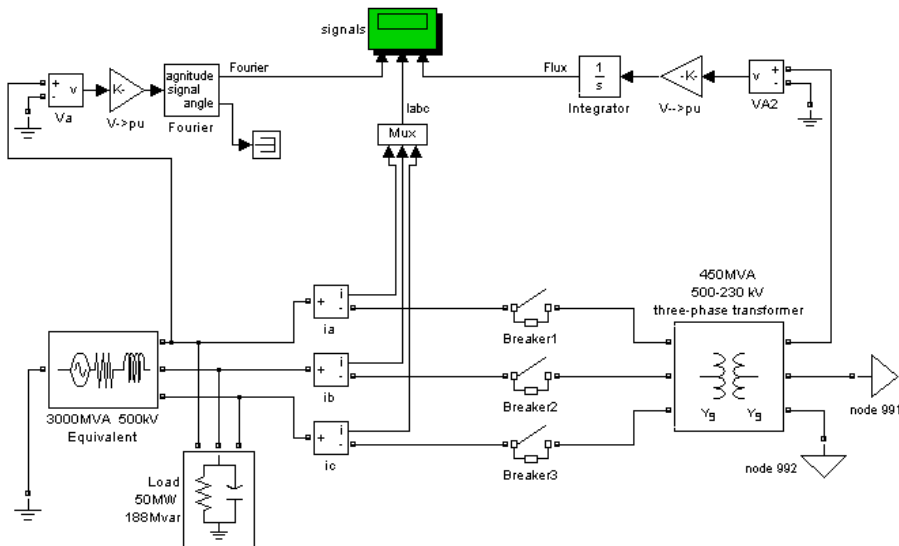 signals
Fourier
Flux
+
-
v
Va
K-
V->pu
agnitude
signal
angle
Fourier
Iabc
Mux
1
s
Integrator
-K-
V-->pu
v
+
-
VA2
3000MVA 500kV
Equivalent
Load
50MW
188Mvar
+
i
-
ia
+
i
-
ib
+
i
-
ic
Breaker1
Breaker2
Breaker3
450MVA
500-230 kV
three-phase transformer
Yg Yg
node 991
node 992